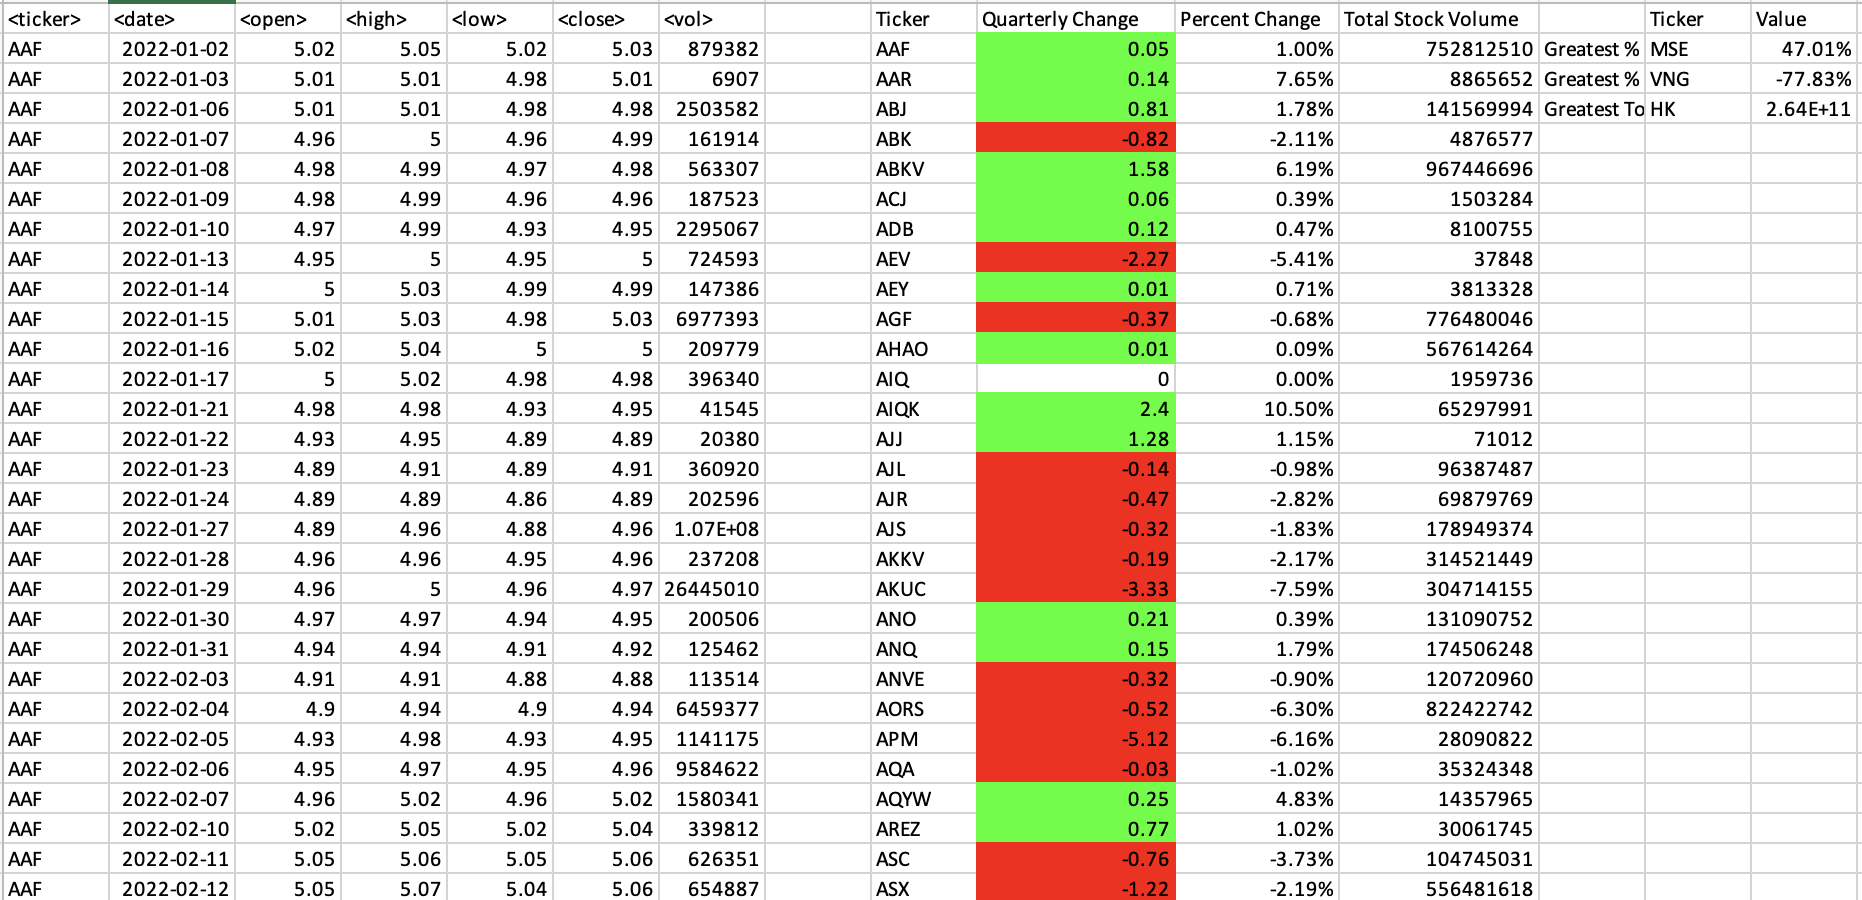 <ticker> <date> <open> <high> <low> <close> <vol> Ticker Quarterly Change Percent Change Total Stock Volume Ticker Value
AAF 2022-01-02 5.02 5.05 5.02 5.03 879382 AAF 0.05 1.00% 752812510 Greatest % MSE 47.01%
AAF 2022-01-03 5.01 5.01 4.98 5.01 6907 AAR 0.14 7.65% 8865652 Greatest % VNG -77.83%
AAF 2022-01-06 5.01 5.01 4.98 4.98 2503582 ABJ 0.81 1.78% 141569994 Greatest To HK 2.64E+11
AAF 2022-01-07 4.96 5 4.96 4.99 161914 ABK -0.82 -2.11% 4876577
AAF 2022-01-08 4.98 4.99 4.97 4.98 563307 ABKV 1.58 6.19% 967446696
AAF 2022-01-09 4.98 4.99 4.96 4.96 187523 ACJ 0.06 0.39% 1503284
AAF 2022-01-10 4.97 4.99 4.93 4.95 2295067 ADB 0.12 0.47% 8100755
AAF 2022-01-13 4.95 5 4.95 5 724593 AEV -2.27 -5.41% 37848
AAF 2022-01-14 5 5.03 4.99 4.99 147386 AEY 0.01 0.71% 3813328
AAF 2022-01-15 5.01 5.03 4.98 5.03 6977393 AGF -0.37 -0.68% 776480046
AAF 2022-01-16 5.02 5.04 5 5 209779 AHAO 0.01 0.09% 567614264
AAF 2022-01-17 5 5.02 4.98 4.98 396340 AIQ 0 0.00% 1959736
AAF 2022-01-21 4.98 4.98 4.93 4.95 41545 AIQK 2.4 10.50% 65297991
AAF 2022-01-22 4.93 4.95 4.89 4.89 20380 AJJ 1.28 1.15% 71012
AAF 2022-01-23 4.89 4.91 4.89 4.91 360920 AJL -0.14 -0.98% 96387487
AAF 2022-01-24 4.89 4.89 4.86 4.89 202596 AJR -0.47 -2.82% 69879769
AAF 2022-01-27 4.89 4.96 4.88 4.96 1.07E+08 AJS -0.32 -1.83% 178949374
AAF 2022-01-28 4.96 4.96 4.95 4.96 237208 AKKV -0.19 -2.17% 314521449
AAF 2022-01-29 4.96 5 4.96 4.97 26445010 AKUC -3.33 -7.59% 304714155
AAF 2022-01-30 4.97 4.97 4.94 4.95 200506 ANO 0.21 0.39% 131090752
AAF 2022-01-31 4.94 4.94 4.91 4.92 125462 ANQ 0.15 1.79% 174506248
AAF 2022-02-03 4.91 4.91 4.88 4.88 113514 ANVE -0.32 -0.90% 120720960
AAF 2022-02-04 4.9 4.94 4.9 4.94 6459377 AORS -0.52 -6.30% 822422742
AAF 2022-02-05 4.93 4.98 4.93 4.95 1141175 APM -5.12 -6.16% 28090822
AAF 2022-02-06 4.95 4.97 4.95 4.96 9584622 AQA -0.03 -1.02% 35324348
AAF 2022-02-07 4.96 5.02 4.96 5.02 1580341 AQYW 0.25 4.83% 14357965
AAF 2022-02-10 5.02 5.05 5.02 5.04 339812 AREZ 0.77 1.02% 30061745
AAF 2022-02-11 5.05 5.06 5.05 5.06 626351 ASC -0.76 -3.73% 104745031
AAF 2022-02-12 5.05 5.07 5.04 5.06 654887 ASX -1.22 -2.19% 556481618